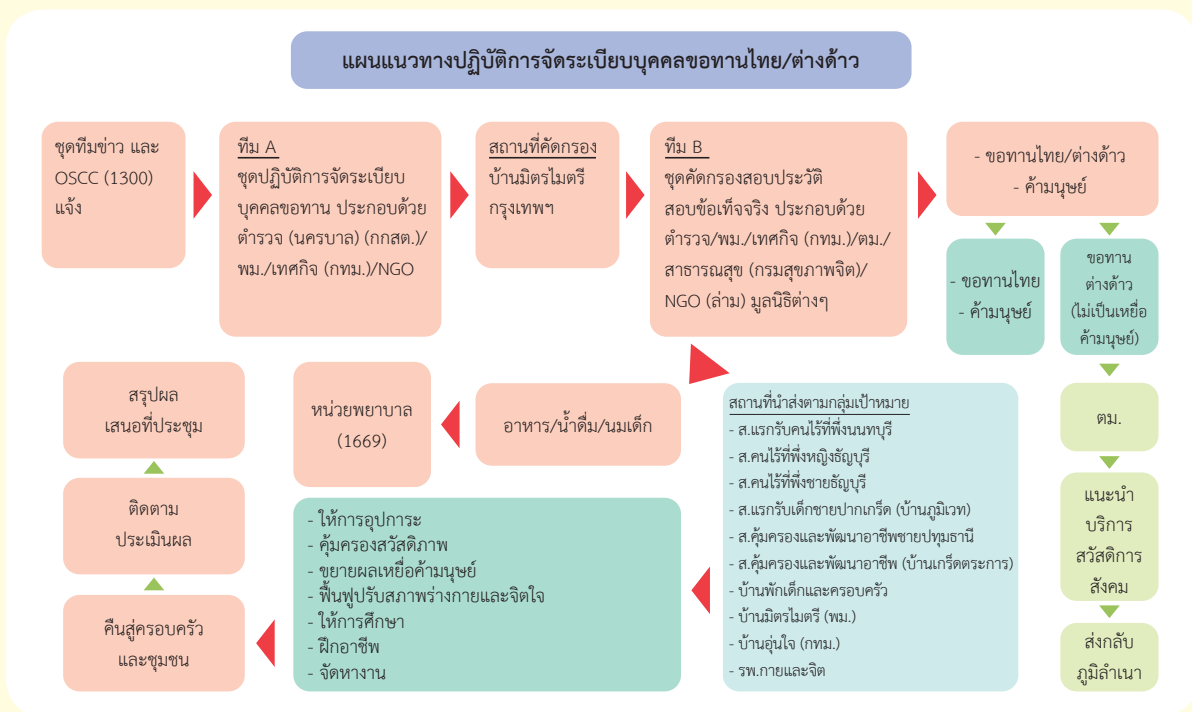 แผนแนวทางปฏิบัติการจัดระเบียบบุคคลขอทานไทย/ต่างด้าว
ชุดทีมข่าว และ
OSCC (1300)
แจ้ง
ทีม A
ชุดปฏิบัติการจัดระเบียบ
บุคคลขอทาน ประกอบด้วย
ตำรวจ (นครบาล) (กกสต.)/
พม./เทศกิจ (กทม.)/NGO
สถานที่คัดกรอง
บ้านมิตรไมตรี
กรุงเทพฯ
ทีม B
ชุดคัดกรองสอบประวัติ
สอบข้อเท็จจริง ประกอบด้วย
ตำรวจ/พม./เทศกิจ (กทม.)/ตม./
สาธารณสุข (กรมสุขภาพจิต)/
NGO (ล่าม) มูลนิธิต่างๆ
- ขอทานไทย/ต่างด้าว
- ค้ามนุษย์
- ขอทานไทย
- ค้ามนุษย์
ขอทาน
ต่างด้าว
(ไม่เป็นเหยื่อ
ค้ามนุษย์)
ตม.
แนะนำ
บริการ
สวัสดิการ
สังคม
ส่งกลับ
ภูมิลำเนา
สถานที่นำส่งตามกลุ่มเป้าหมาย
- ส.แรกรับคนไร้ที่พึ่งนนทบุรี
- ส.คนไร้ที่พึ่งหญิงธัญบุรี
- ส.คนไร้ที่พึ่งชายธัญบุรี
- ส.แรกรับเด็กชายปากเกร็ด (บ้านภูมิเวท)
- ส.คุ้มครองและพัฒนาอาชีพชายปทุมธานี
- ส.คุ้มครองและพัฒนาอาชีพ (บ้านเกร็ดตระการ)
- บ้านพักเด็กและครอบครัว
- บ้านมิตรไมตรี (พม.)
- บ้านอุ่นใจ (กทม.)
- รพ.กายและจิต
อาหาร/น้ำดื่ม/นมเด็ก
หน่วยพยาบาล
(1669)
- ให้การอุปการะ
- คุ้มครองสวัสดิภาพ
- ขยายผลเหยื่อค้ามนุษย์
- ฟื้นฟูปรับสภาพร่างกายและจิตใจ
- ให้การศึกษา
- ฝึกอาชีพ
- จัดหางาน
คืนสู่ครอบครัว
และชุมชน
ติดตาม
ประเมินผล
สรุปผล
เสนอที่ประชุม